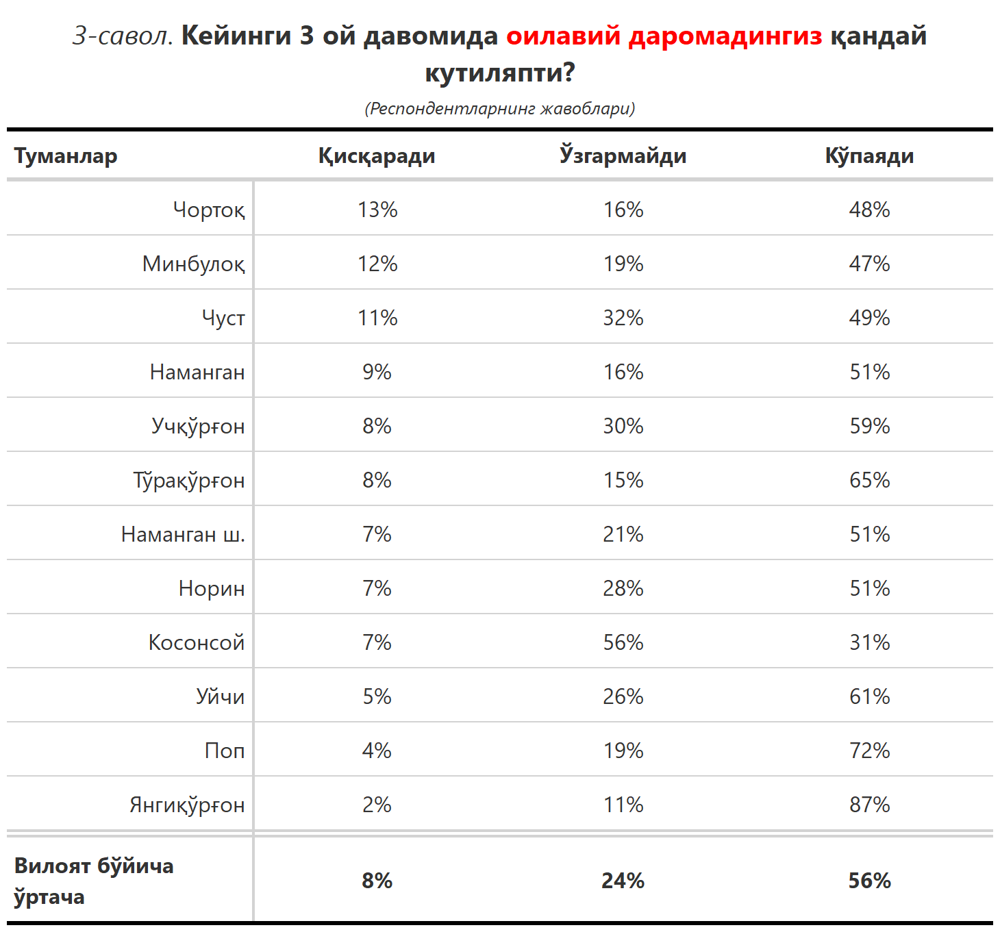 3-савол. Кейинги 3 ой давомида оилавий даромадингиз қандай
кутиляпти?
(Респондентларнинг жавоблари)
Туманлар Қисқаради Ўзгармайди Кўпаяди
Чортоқ 13% 16% 48%
Минбулоқ 12% 19% 47%
Чуст 11% 32% 49%
Наманган 9% 16% 51%
Учқўрғон 8% 30% 59%
Тўрақўрғон 8% 15% 65%
Наманган ш. 7% 21% 51%
Норин 7% 28% 51%
Косонсой 7% 56% 31%
Уйчи 5% 26% 61%
Поп 4% 19% 72%
Янгиқўрғон 2% 11% 87%
Вилоят бўйича
ўртача 8% 24% 56%